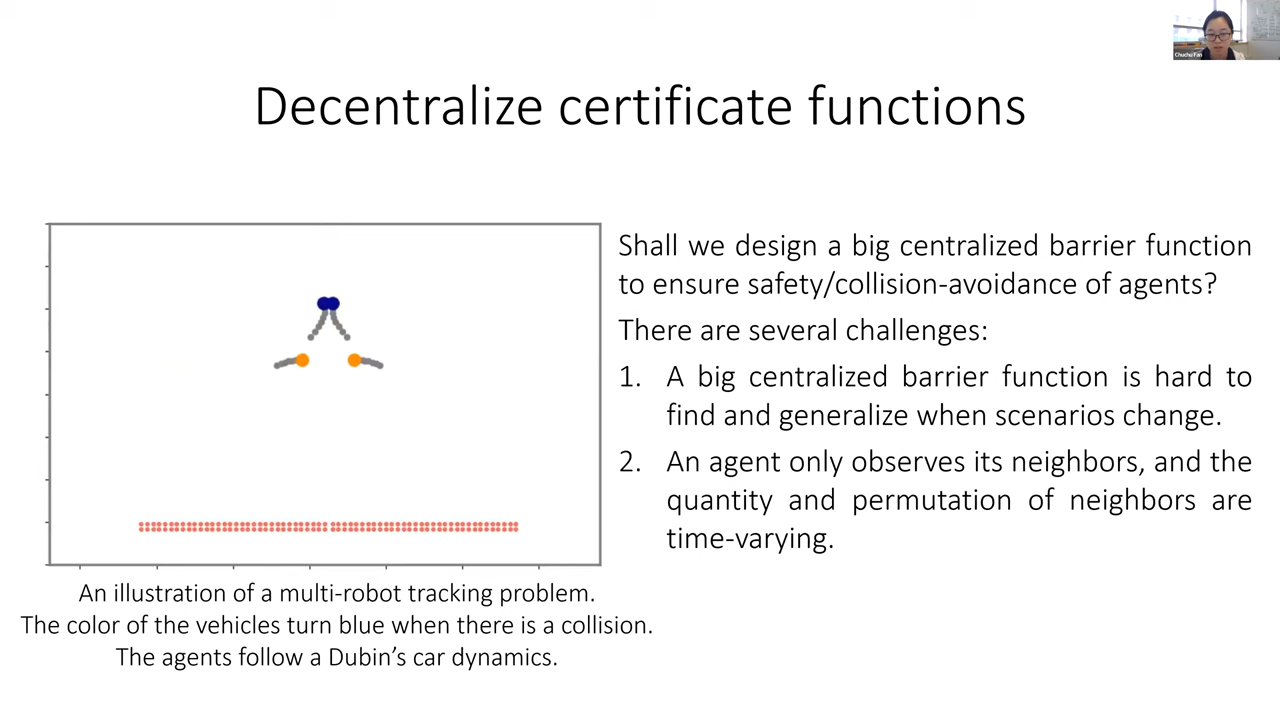 Chuchu Fan
Decentralize certificate functions
Shall we design a big centralized barrier function
to ensure safety/collision-avoidance of agents?
There are several challenges:
1. A big centralized barrier function is hard to
find and generalize when scenarios change.
2. An agent only observes its neighbors, and the
quantity and permutation of neighbors are
time-varying.
An illustration of a multi-robot tracking problem.
The color of the vehicles turn blue when there is a collision.
The agents follow a Dubin's car dynamics.